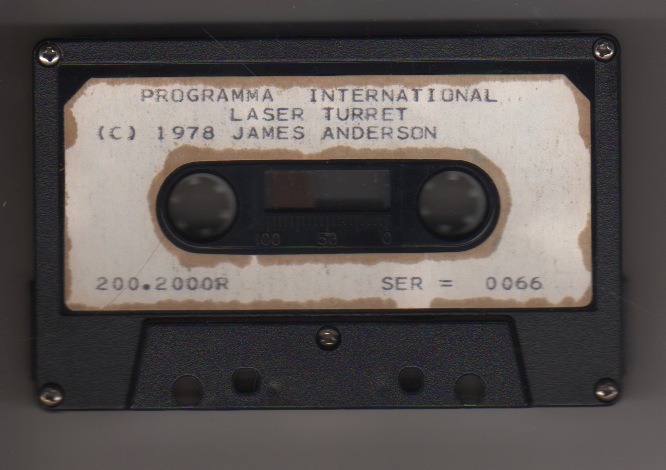 PROGRAMMA INTERNATIONAL
LASER TURRET
(C) 1978 JAMES ANDERSON
100 50 0
200.2000R SER = 0066